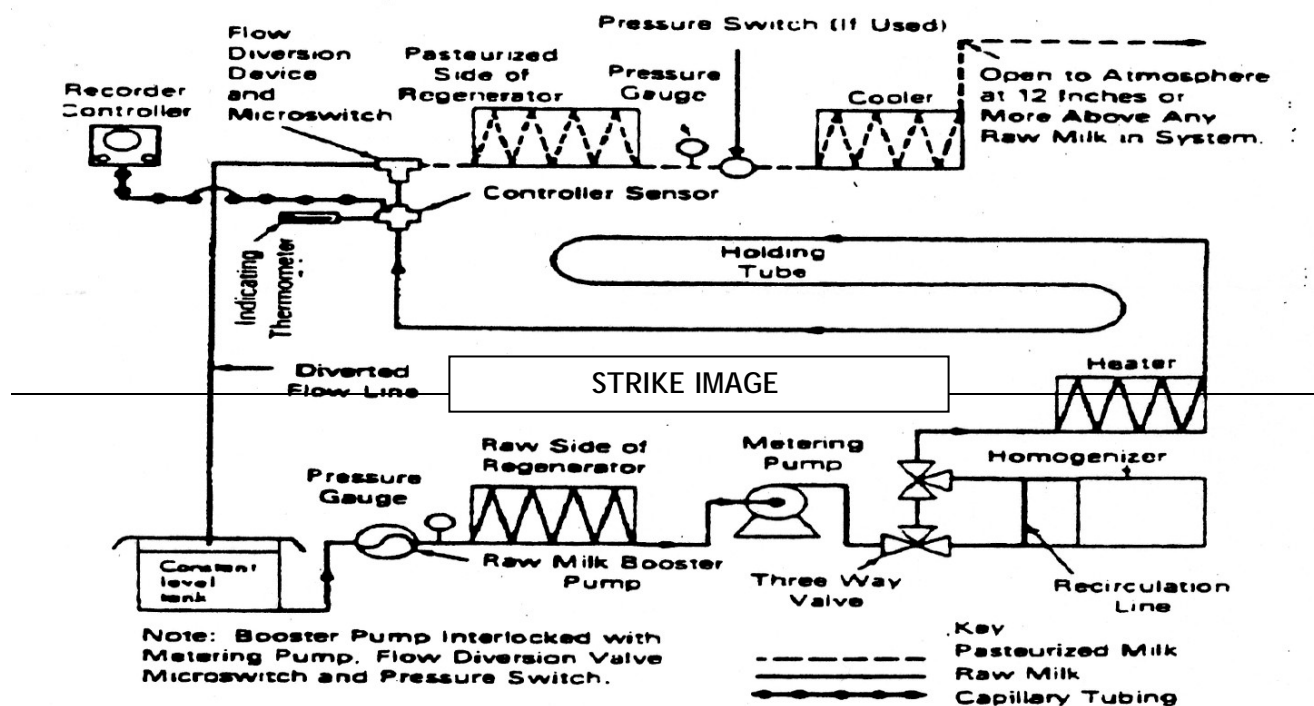 Pressure Switch (If Used)
Flow
Diversion
Device
and
Microswitch
Pasteurized
Side of
Regenerator
Pressure
Gauge
Cooler
Open to Atmosphere
at 12 Inches or
More Above Any
Raw Milk in System.
Recorder
Controller
Controller Sensor
Indicating
Thermometer
Holding
Tube
Diverted
Flow Line
STRIKE IMAGE
Heater
Pressure
Gauge
Raw Side of
Regenerator
Metering
Pump
Homogenizer
Constant
level
tank
Raw Milk Booster
Pump
Three Way
Valve
Recirculation
Line
Note: Booster Pump Interlocked with
Metering Pump, Flow Diversion Valve
Microswitch and Pressure Switch.
Key
Pasteurized Milk
Raw Milk
Capillary Tubing